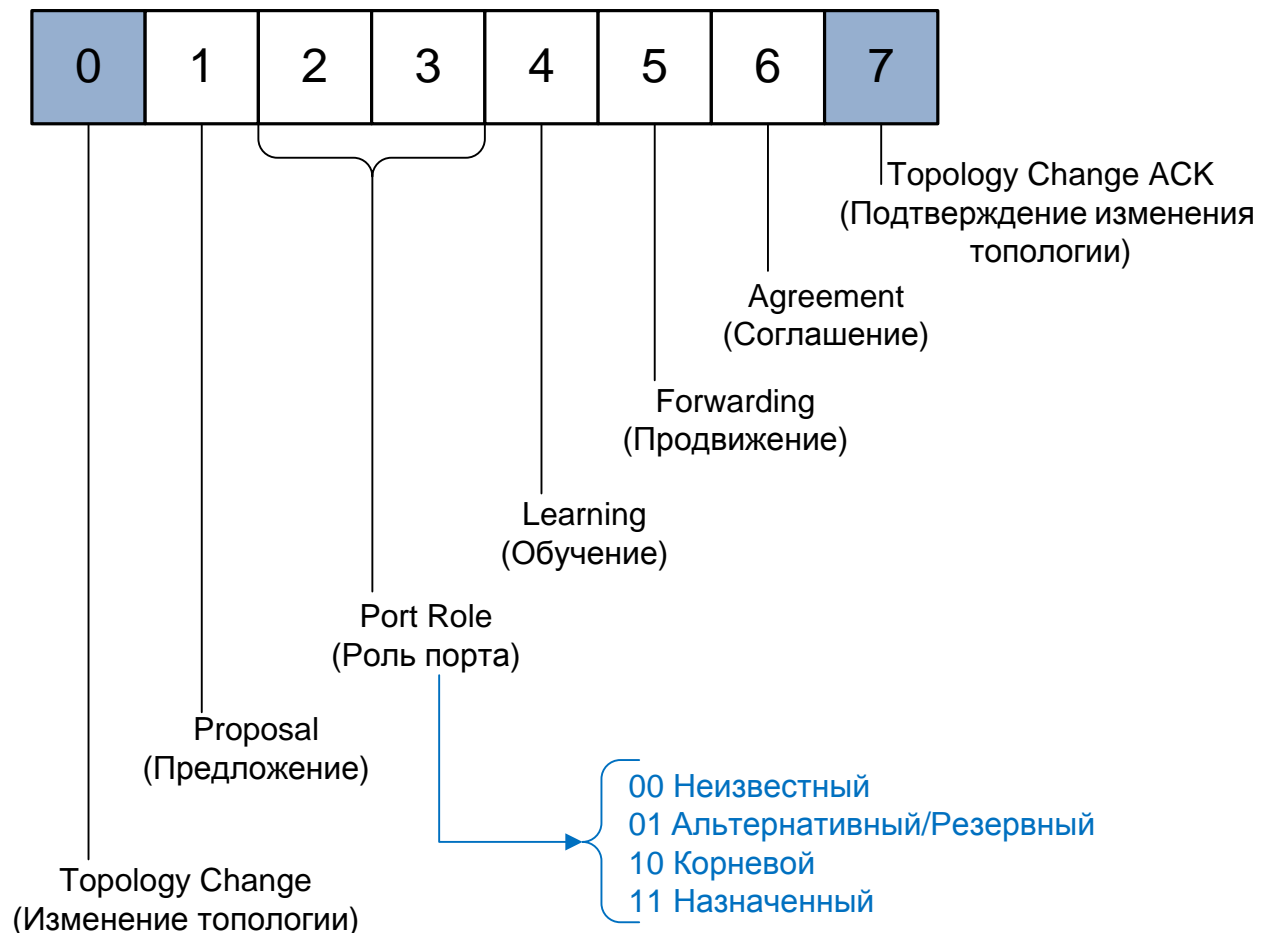 0 1 2 3 4 5 6 7
Topology Change ACK
(Подтверждение изменения
топологии)
Agreement
(Соглашение)
Forwarding
(Продвижение)
Learning
(Обучение)
Port Role
(Роль порта)
Proposal
(Предложение)
00 Неизвестный
01 Альтернативный/Резервный
10 Корневой
11 Назначенный
Topology Change
(Изменение топологии)